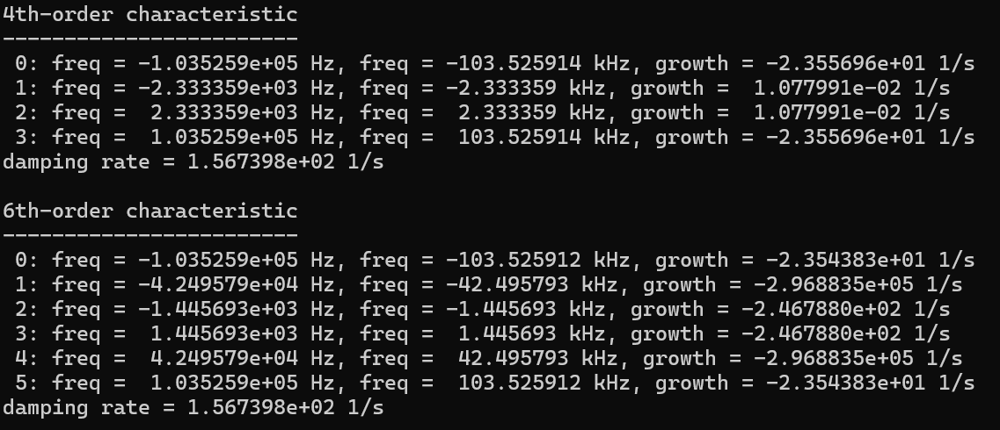 4th-order characteristic
------------------------
 0: freq = -1.035259e+05 Hz, freq = -103.525914 kHz, growth = -2.355696e+01 1/s
 1: freq = -2.333359e+03 Hz, freq = -2.333359 kHz, growth =  1.077991e-02 1/s
 2: freq =  2.333359e+03 Hz, freq =  2.333359 kHz, growth =  1.077991e-02 1/s
 3: freq =  1.035259e+05 Hz, freq =  103.525914 kHz, growth = -2.355696e+01 1/s
damping rate = 1.567398e+02 1/s

6th-order characteristic
------------------------
 0: freq = -1.035259e+05 Hz, freq = -103.525912 kHz, growth = -2.354383e+01 1/s
 1: freq = -4.249579e+04 Hz, freq = -42.495793 kHz, growth = -2.968835e+05 1/s
 2: freq = -1.445693e+03 Hz, freq = -1.445693 kHz, growth = -2.467880e+02 1/s
 3: freq =  1.445693e+03 Hz, freq =  1.445693 kHz, growth = -2.467880e+02 1/s
 4: freq =  4.249579e+04 Hz, freq =  42.495793 kHz, growth = -2.968835e+05 1/s
 5: freq =  1.035259e+05 Hz, freq =  103.525912 kHz, growth = -2.354383e+01 1/s
damping rate = 1.567398e+02 1/s